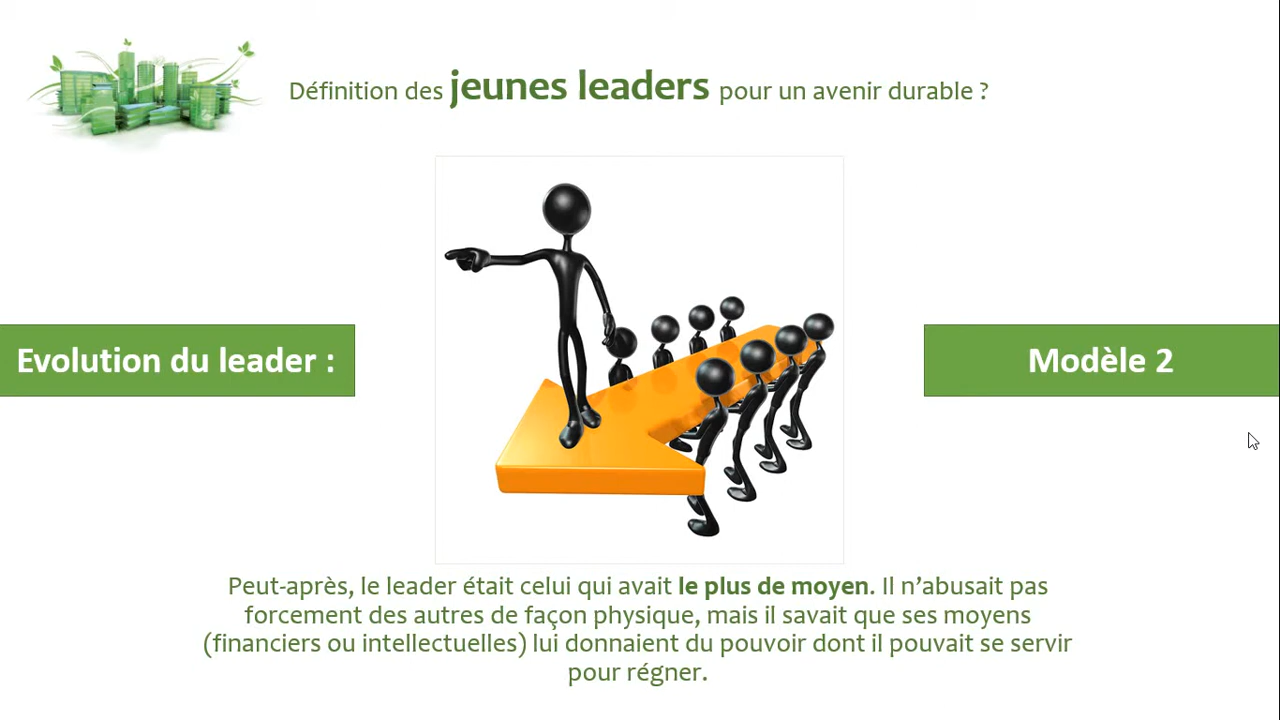 Définition des jeunes leaders pour un avenir durable ?
Evolution du leader :
Modèle 2
Peut-après, le leader était celui qui avait le plus de moyen. Il n’abusait pas
forcement des autres de façon physique, mais il savait que ses moyens
(financiers ou intellectuelles) lui donnaient du pouvoir dont il pouvait se servir
pour régner.